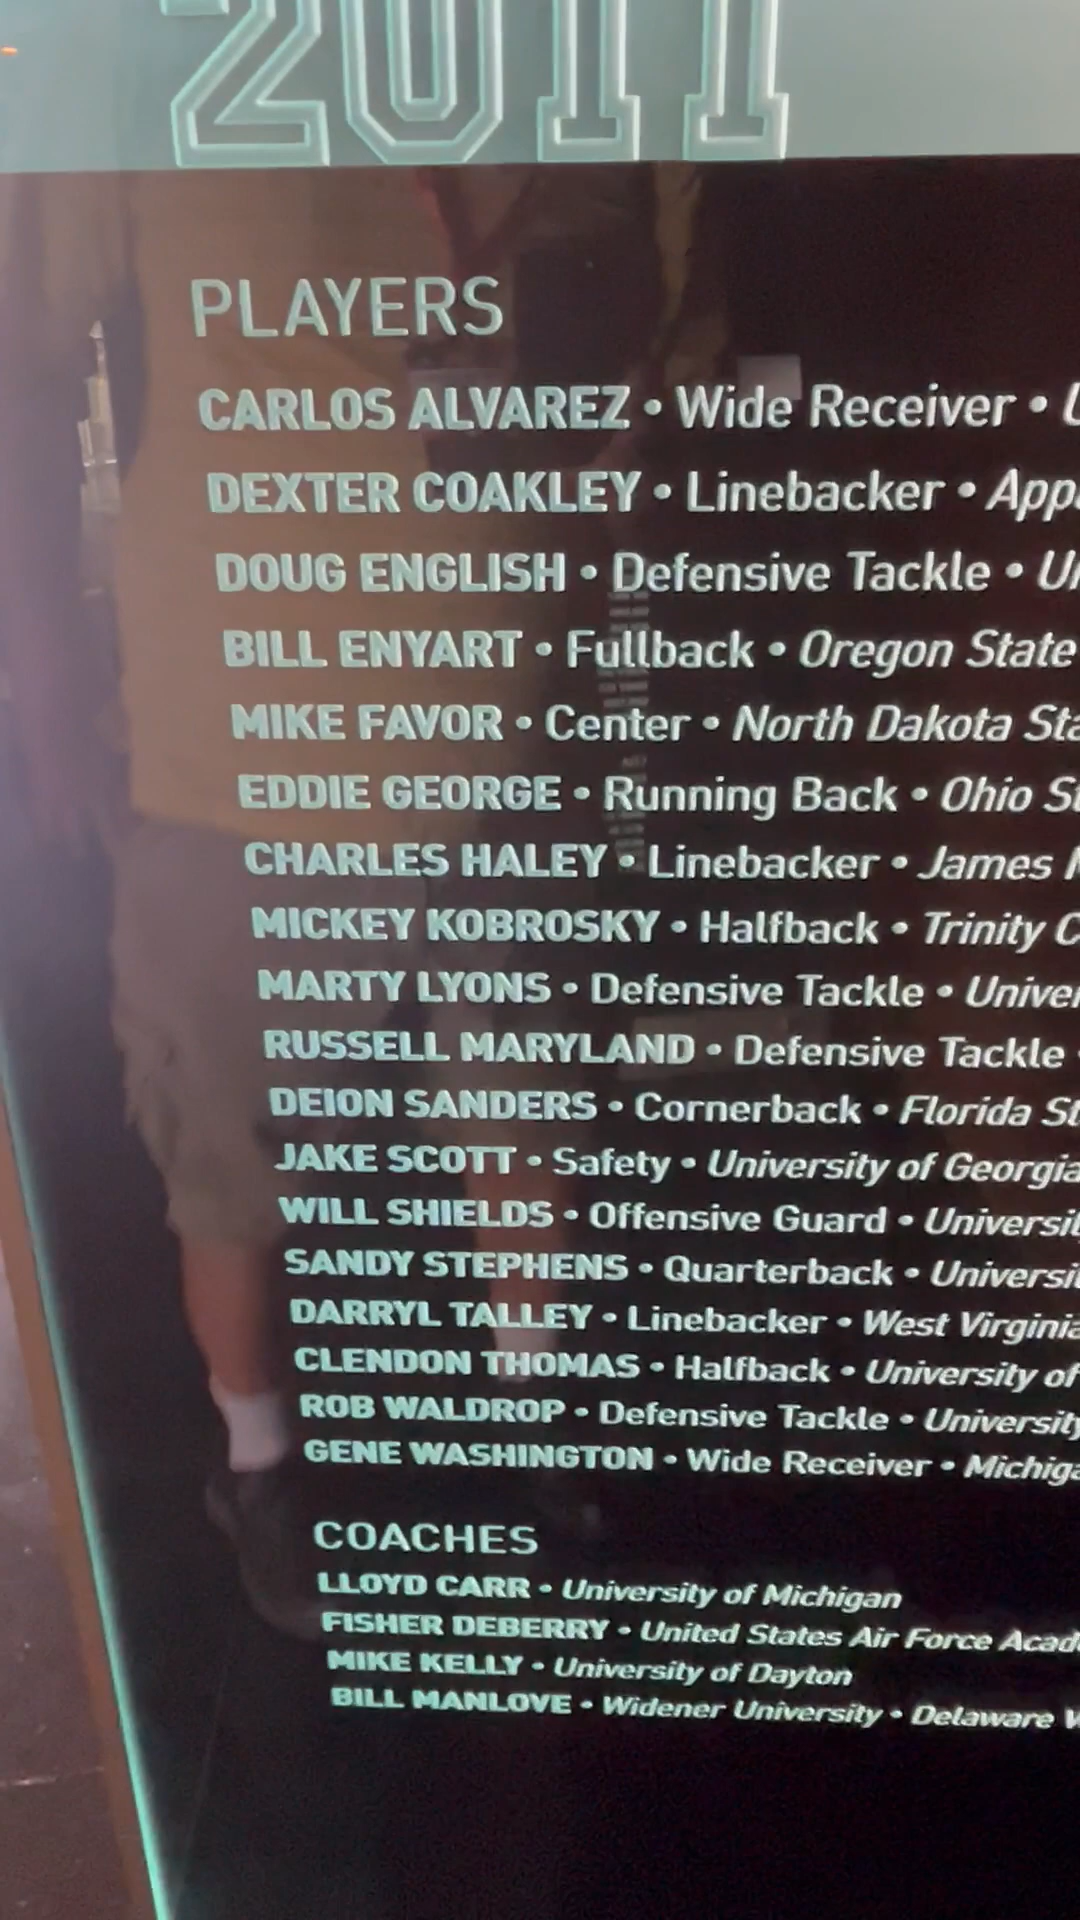 2011
PLAYERS
CARLOS ALVAREZ • Wide Receiver •
DEXTER COAKLEY • Linebacker •
DOUG ENGLISH • Defensive Tackle •
BILL ENYART • Fullback • Oregon State
MIKE FAVOR • Center • North Dakota
EDDIE GEORGE • Running Back • Ohio
CHARLES HALEY • Linebacker • James
MICKEY KOBROSKY • Halfback • Trinity
MARTY LYONS • Defensive Tackle •
RUSSELL MARYLAND • Defensive Tackle •
DEION SANDERS • Cornerback • Florida
JAKE SCOTT • Safety • University of Georgia
WILL SHIELDS • Offensive Guard •
SANDY STEPHENS • Quarterback •
DARRYL TALLEY • Linebacker • West Virginia
CLENDON THOMAS • Halfback • University of
ROB WALDROP • Defensive Tackle • University
GENE WASHINGTON • Wide Receiver •
COACHES
LLOYD CARR • University of Michigan
FISHER DEBERRY • United States Air Force
MIKE KELLY • University of Dayton
BILL MANLOVE • Widener University • Delaware